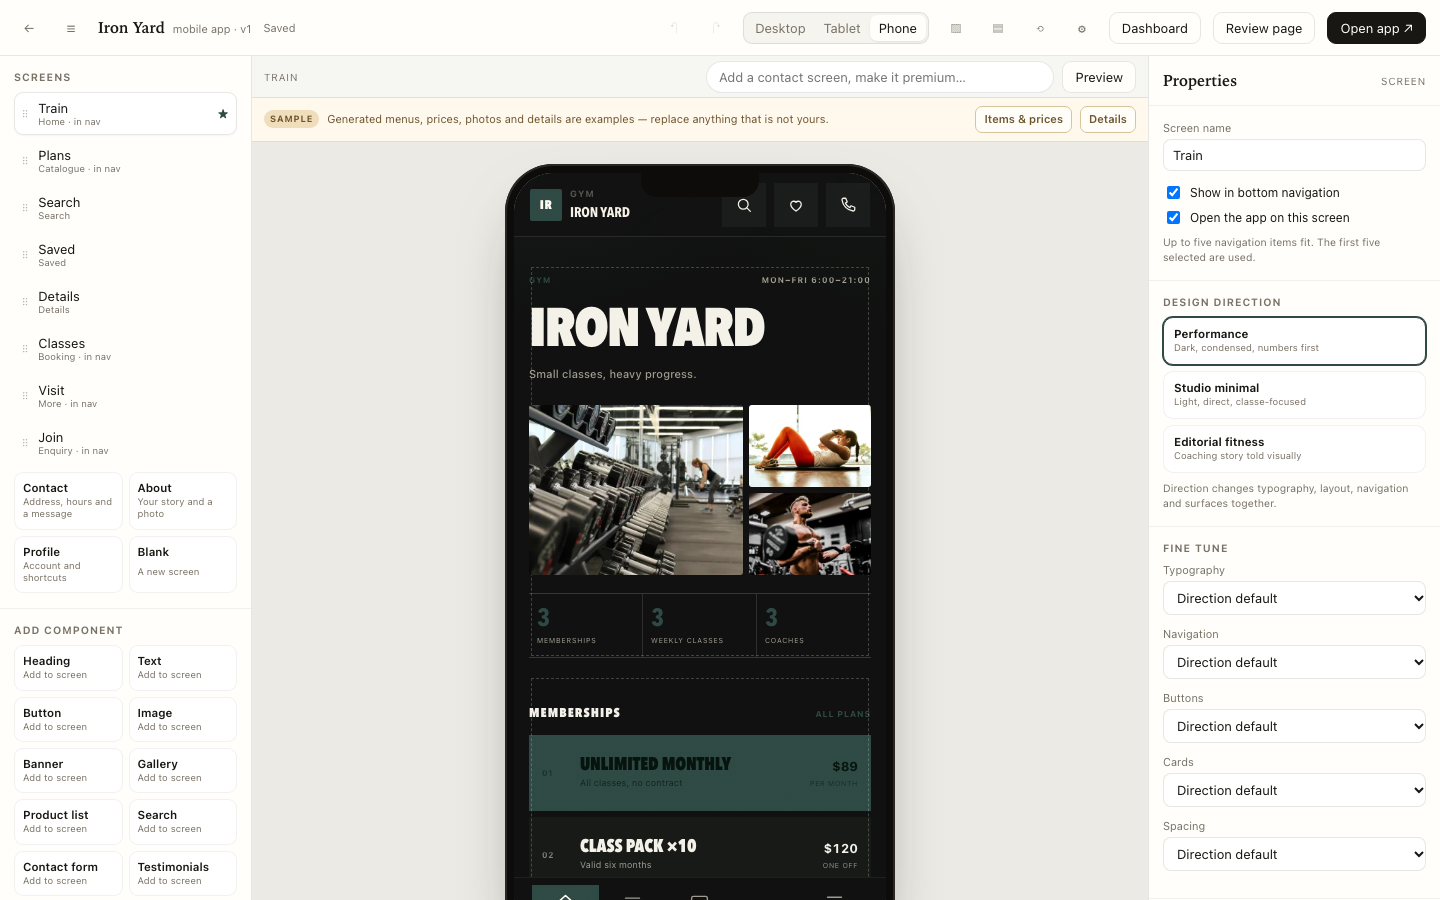 Iron Yard mobile app · v1 Saved
Desktop Tablet Phone
Dashboard Review page Open app ↗
SCREENS
Train
Home · in nav
Plans
Catalogue · in nav
Search
Search
Saved
Saved
Details
Details
Classes
Booking · in nav
Visit
More · in nav
Join
Enquiry · in nav
Contact
Address, hours and
a message
About
Your story and a
photo
Profile
Account and
shortcuts
Blank
A new screen
ADD COMPONENT
Heading
Add to screen
Text
Add to screen
Button
Add to screen
Image
Add to screen
Banner
Add to screen
Gallery
Add to screen
Product list
Add to screen
Search
Add to screen
Contact form
Add to screen
Testimonials
Add to screen
TRAIN
Add a contact screen, make it premium...
Preview
SAMPLE Generated menus, prices, photos and details are examples — replace anything that is not yours.
Items & prices Details
IR
GYM
IRON YARD
GYM
MON–FRI 6:00–21:00
IRON YARD
Small classes, heavy progress.
3
MEMBERSHIPS
3
WEEKLY CLASSES
3
COACHES
MEMBERSHIPS
ALL PLANS
01
UNLIMITED MONTHLY
All classes, no contract
$89
PER MONTH
02
CLASS PACK ×10
Valid six months
$120
ONE OFF
Properties
SCREEN
Screen name
Train
Show in bottom navigation
Open the app on this screen
Up to five navigation items fit. The first five
selected are used.
DESIGN DIRECTION
Performance
Dark, condensed, numbers first
Studio minimal
Light, direct, classe-focused
Editorial fitness
Coaching story told visually
Direction changes typography, layout, navigation
and surfaces together.
FINE TUNE
Typography
Direction default
Navigation
Direction default
Buttons
Direction default
Cards
Direction default
Spacing
Direction default